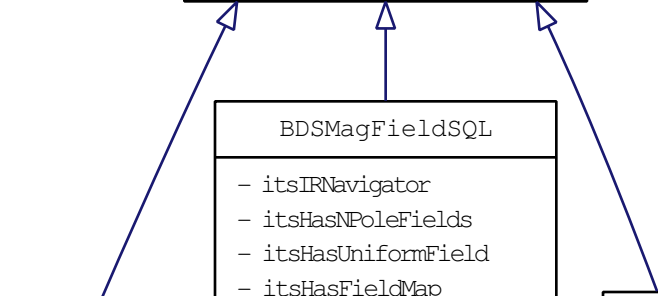 BDSMagFieldSQL
- itsIRNavigator
- itsHasNPoleFields
- itsHasUniformField
- itsHasFieldMap